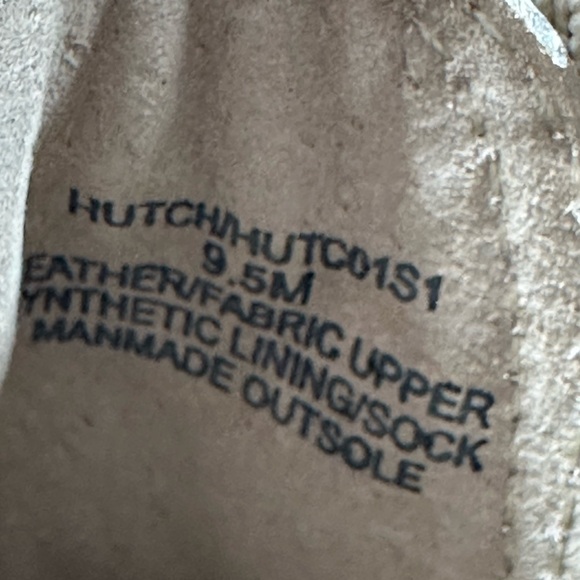 HUTCH/HUTC01S1
9.5M
EATHER/FABRIC UPPER
YNTHETIC LINING/SOCK
MANMADE OUTSOLE